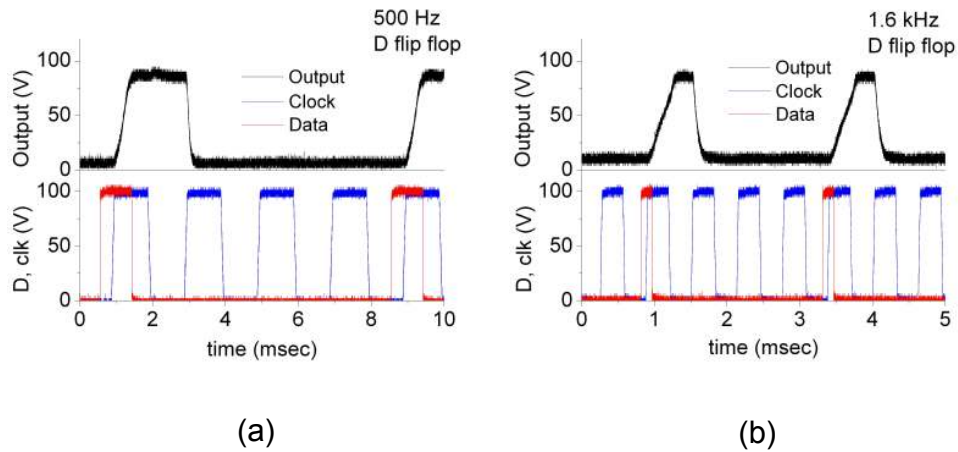 500 Hz
D flip flop
Output (V)
100
50
0
Output
Clock
Data
D, clk (V)
100
50
0
0 2 4 6 8 10
time (msec)
(a)
1.6 kHz
D flip flop
Output (V)
100
50
0
Output
Clock
Data
D, clk (V)
100
50
0
0 1 2 3 4 5
time (msec)
(b)